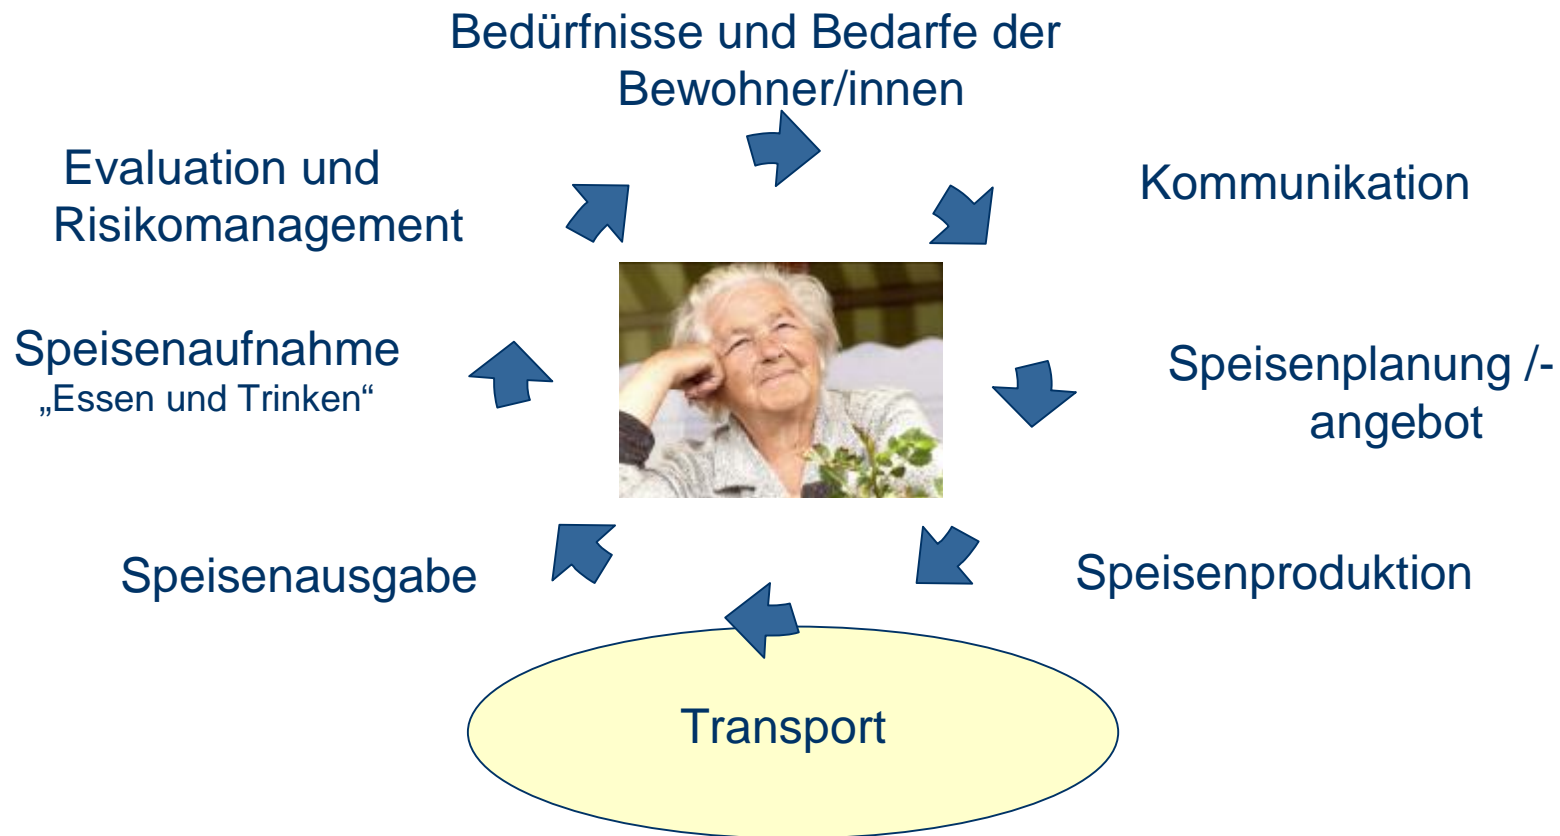 Bedürfnisse und Bedarfe der
Bewohner/innen
Evaluation und
Risikomanagement
Kommunikation
Speisenaufnahme
„Essen und Trinken“
Speisenplanung /-
angebot
Speisenausgabe
Speisenproduktion
Transport